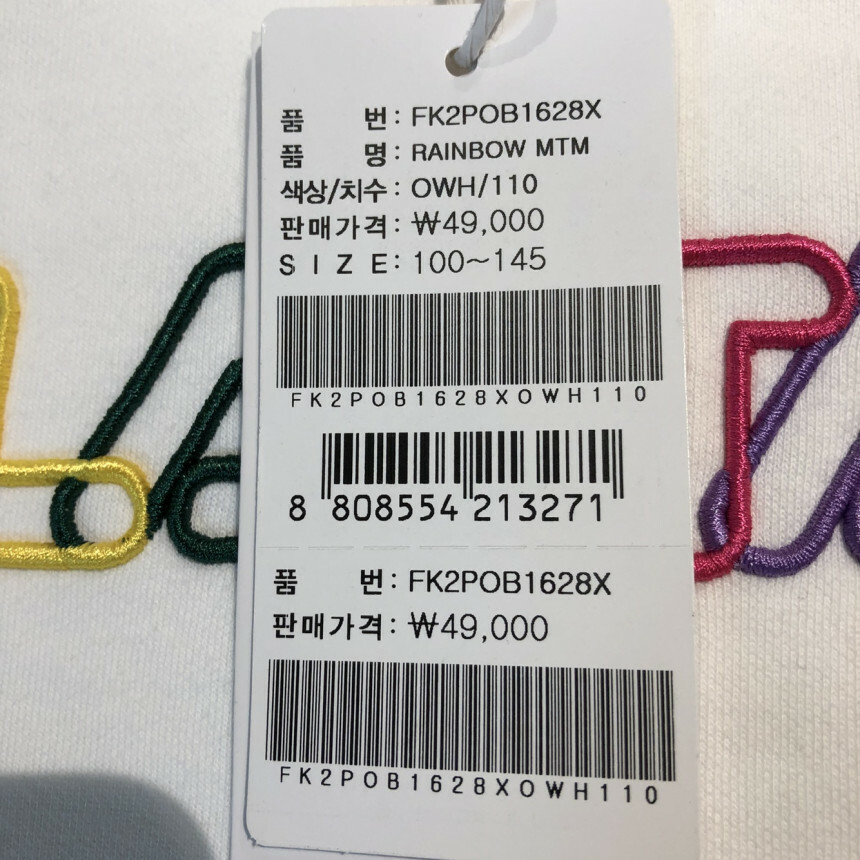 품 번: FK2POB1628X
품 명: RAINBOW MTM
색상/치수: OWH/110
판매가격: ₩49,000
SIZE: 100~145
FK2POB1628XOWH110
8 808554 213271
품 번: FK2POB1628X
판매가격: ₩49,000
FK2POB1628XOWH110